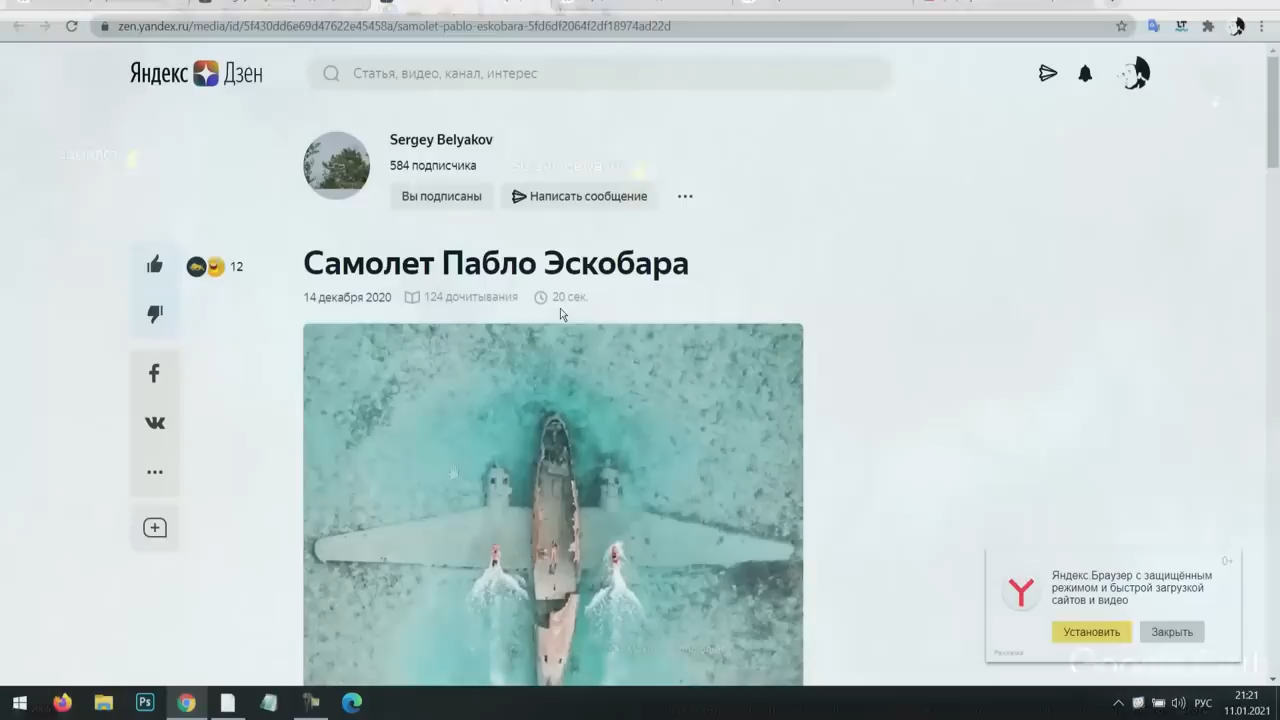 zen.yandex.ru/media/id/5f430dd6e69d47622e45458a/samolet-pablo-eskobara-5fd6df2064f2df18974ad22d
Яндекс Дзен
Статья, видео, канал, интерес
Sergey Belyakov
584 подписчика
Вы подписаны
Написать сообщение
12
Самолет Пабло Эскобара
14 декабря 2020
124 дочитывания
20 сек.
0+
Яндекс.Браузер с защищённым
режимом и быстрой загрузкой
сайтов и видео
Установить
Закрыть
Реклама
Ps
РУС
21:21
11.01.2021